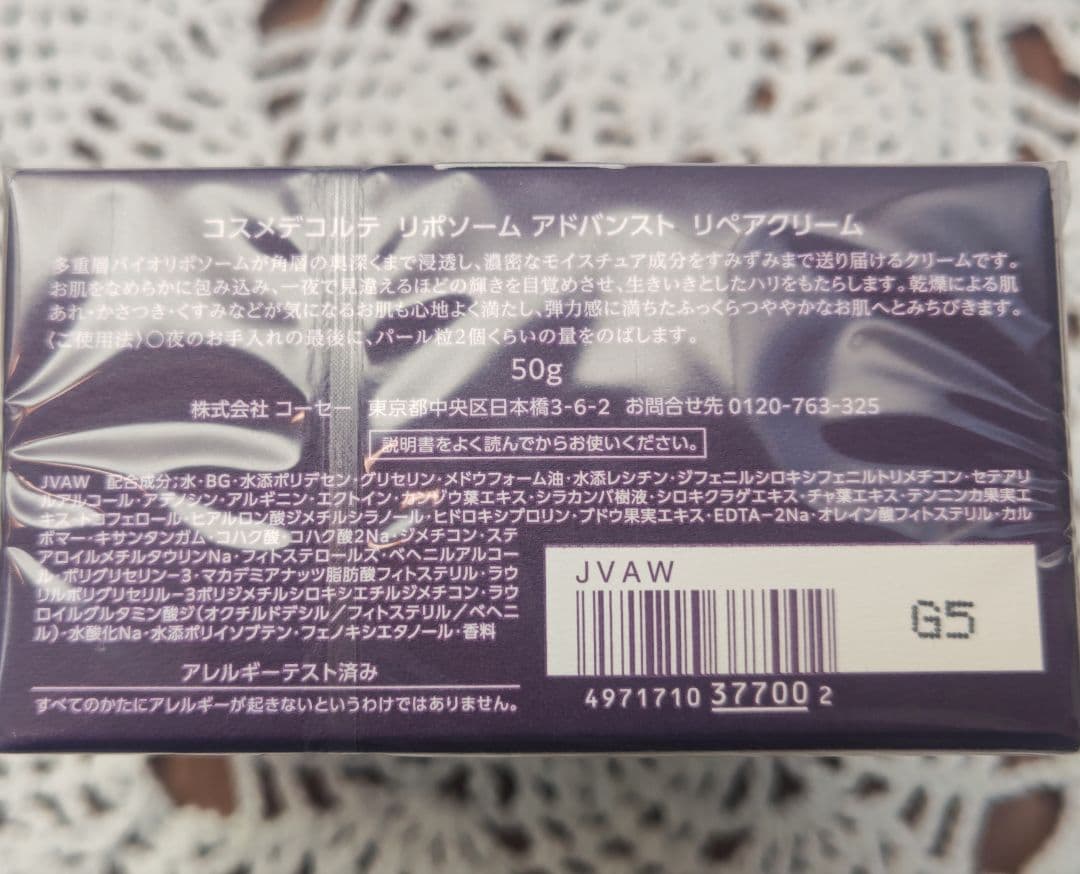 コスメデコルテ リポソーム アドバンスト リペアクリーム
多重層バイオリポソームが角層の奥深くまで浸透し、濃密なモイスチュア成分をすみずみまで送り届けるクリームです。
お肌をなめらかに包み込み、一夜で見違えるほどの輝きを目覚めさせ、生きいきとしたハリをもたらします。乾燥による肌
あれ・かさつき・くすみなどが気になるお肌も心地よく満たし、弾力感に満ちたふっくらつややかなお肌へとみちびきます。
〈ご使用法〉○夜のお手入れの最後に、パール粒2個くらいの量をのばします。
50g
株式会社 コーセー 東京都中央区日本橋3-6-2 お問合せ先 0120-763-325
説明書をよく読んでからお使いください。
JVAW 配合成分;水・BG・水添ポリデセン・グリセリン・メドウフォーム油・水添レシチン・ジフェニルシロキシフェニルトリメチコン・セテアリ
ルアルコール・アデノシン・アルギニン・エクトイン・カンゾウ葉エキス・シラカンバ樹液・シロキクラゲエキス・チャ葉エキス・テンニンカ果実エ
キス・トコフェロール・ヒアルロン酸ジメチルシラノール・ヒドロキシプロリン・ブドウ果実エキス・EDTA-2Na・オレイン酸フィトステリル・カル
ボマー・キサンタンガム・コハク酸・コハク酸2Na・ジメチコン・ステ
アロイルメチルタウリンNa・フィトステロールズ・ベヘニルアルコー
ル・ポリグリセリン-3・マカデミアナッツ脂肪酸フィトステリル・ラウ
リルポリグリセリル-3ポリジメチルシロキシエチルジメチコン・ラウ
ロイルグルタミン酸ジ(オクチルドデシル/フィトステリル/ベヘニ
ル)・水酸化Na・水添ポリイソブテン・フェノキシエタノール・香料
アレルギーテスト済み
すべてのかたにアレルギーが起きないというわけではありません。
JVAW
G5
4971710 37700 2